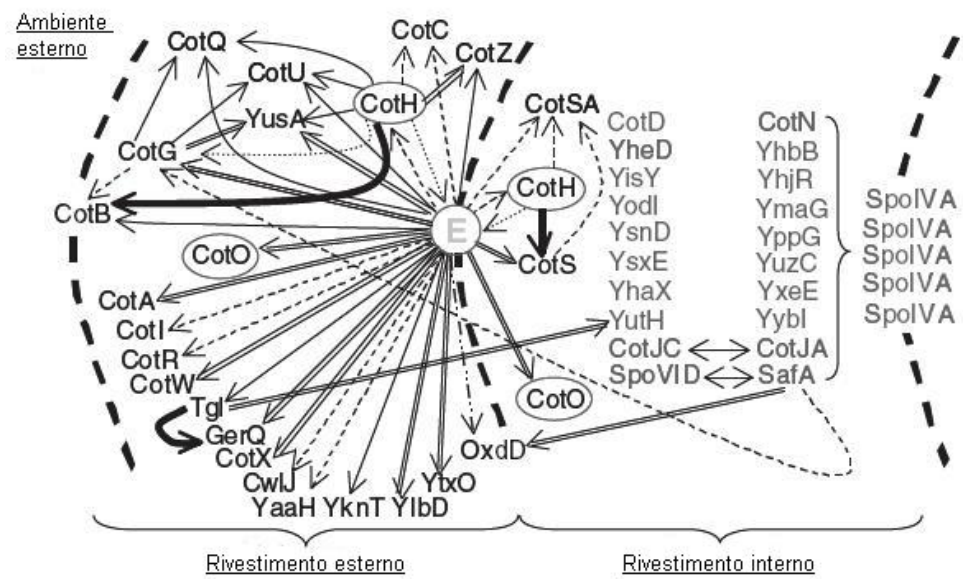 Ambiente
esterno
CotQ
CotC
CotZ
CotU
CotH
YusA
CotG
CotB
E
CotO
CotA
CotI
CotR
CotW
Tgl
GerQ
CotX
CwlJ
YaaH YknT YlbD
YtxO
OxdD
CotSA
CotH
CotS
CotO
CotD
YheD
YisY
YodI
YsnD
YsxE
YhaX
YutH
CotJC
SpoVID
CotN
YhbB
YhjR
YmaG
YppG
YuzC
YxeE
YybI
CotJA
SafA
SpoIVA
SpoIVA
SpoIVA
SpoIVA
SpoIVA
Rivestimento esterno
Rivestimento interno